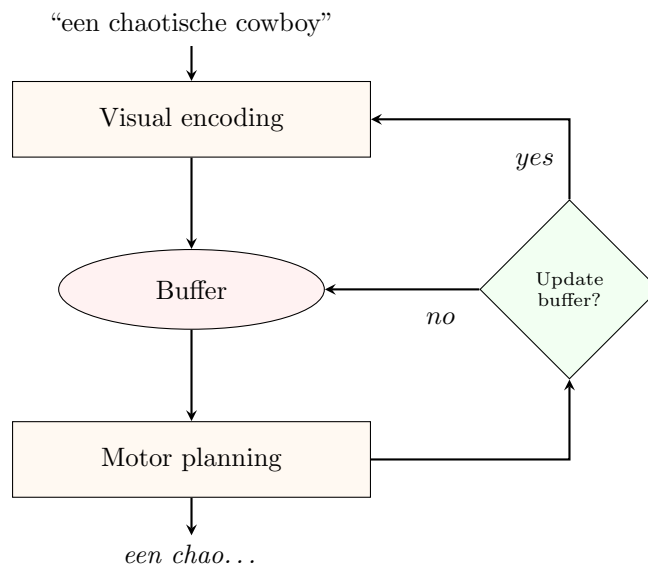 “een chaotische cowboy”
Visual encoding
yes
Update
buffer?
Buffer
no
Motor planning
een chao...